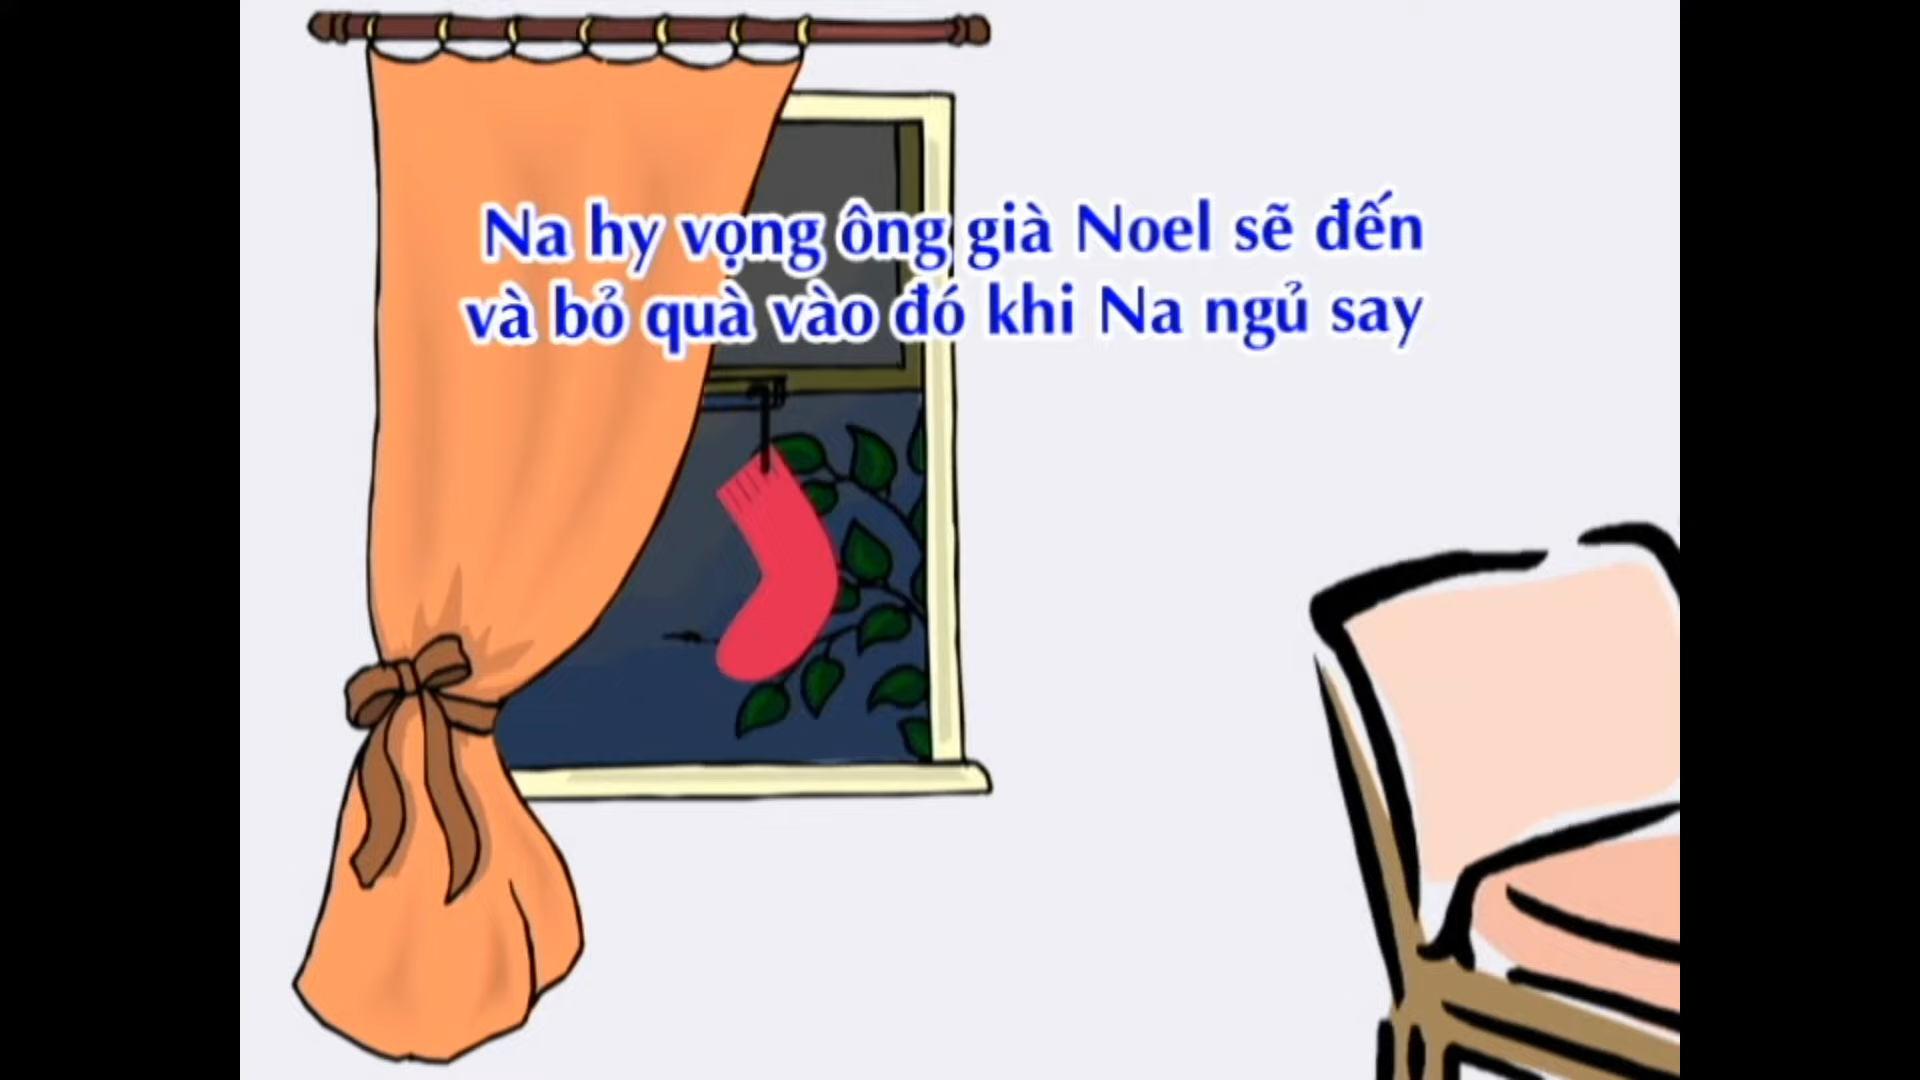 Na hy vọng ông già Noel sẽ đến
và bỏ quà vào đó khi Na ngủ say